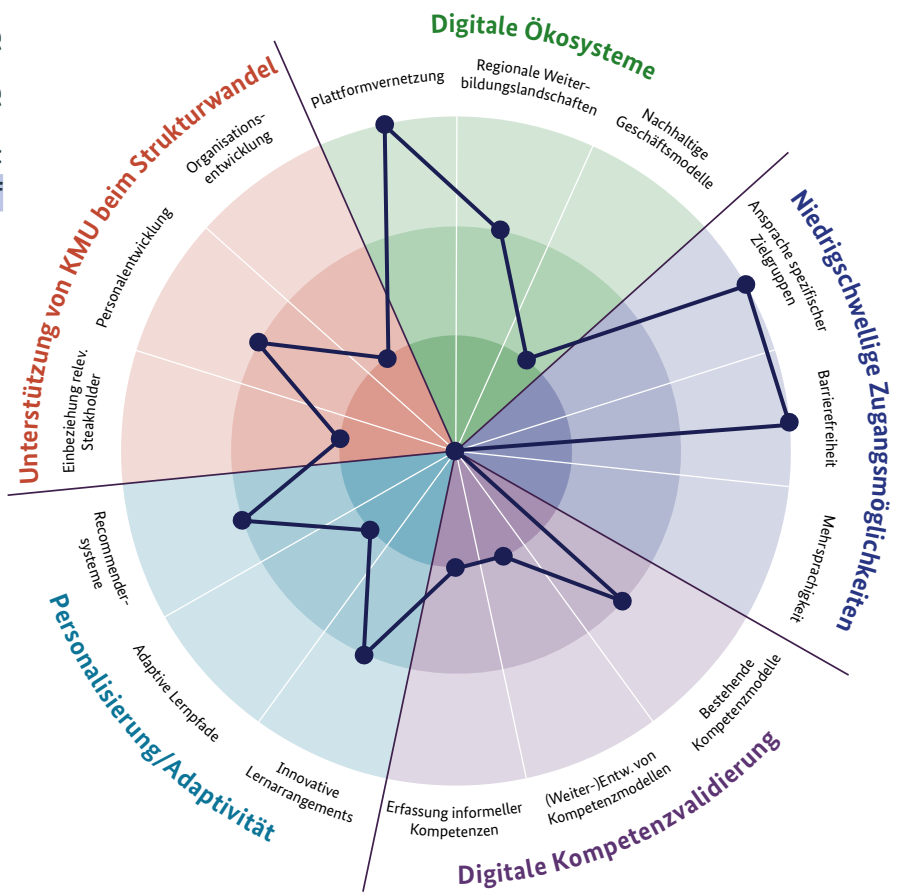 Digitale Ökosysteme
Plattformvernetzung
Regionale Weiter-
bildungslandschaften
Nachhaltige
Geschäftsmodelle
Niedrigschwellige Zugangsmöglichkeiten
Ansprache spezifischer
Zielgruppen
Barrierefreiheit
Mehrsprachigkeit
Digitale Kompetenzvalidierung
Bestehende
Kompetenzmodelle
(Weiter-)Entw. von
Kompetenzmodellen
Erfassung informeller
Kompetenzen
Personalisierung/Adaptivität
Innovative
Lernarrangements
Adaptive Lernpfade
Recommender-
systeme
Unterstützung von KMU beim Strukturwandel
Einbeziehung relev.
Steakholder
Personalentwicklung
Organisations-
entwicklung